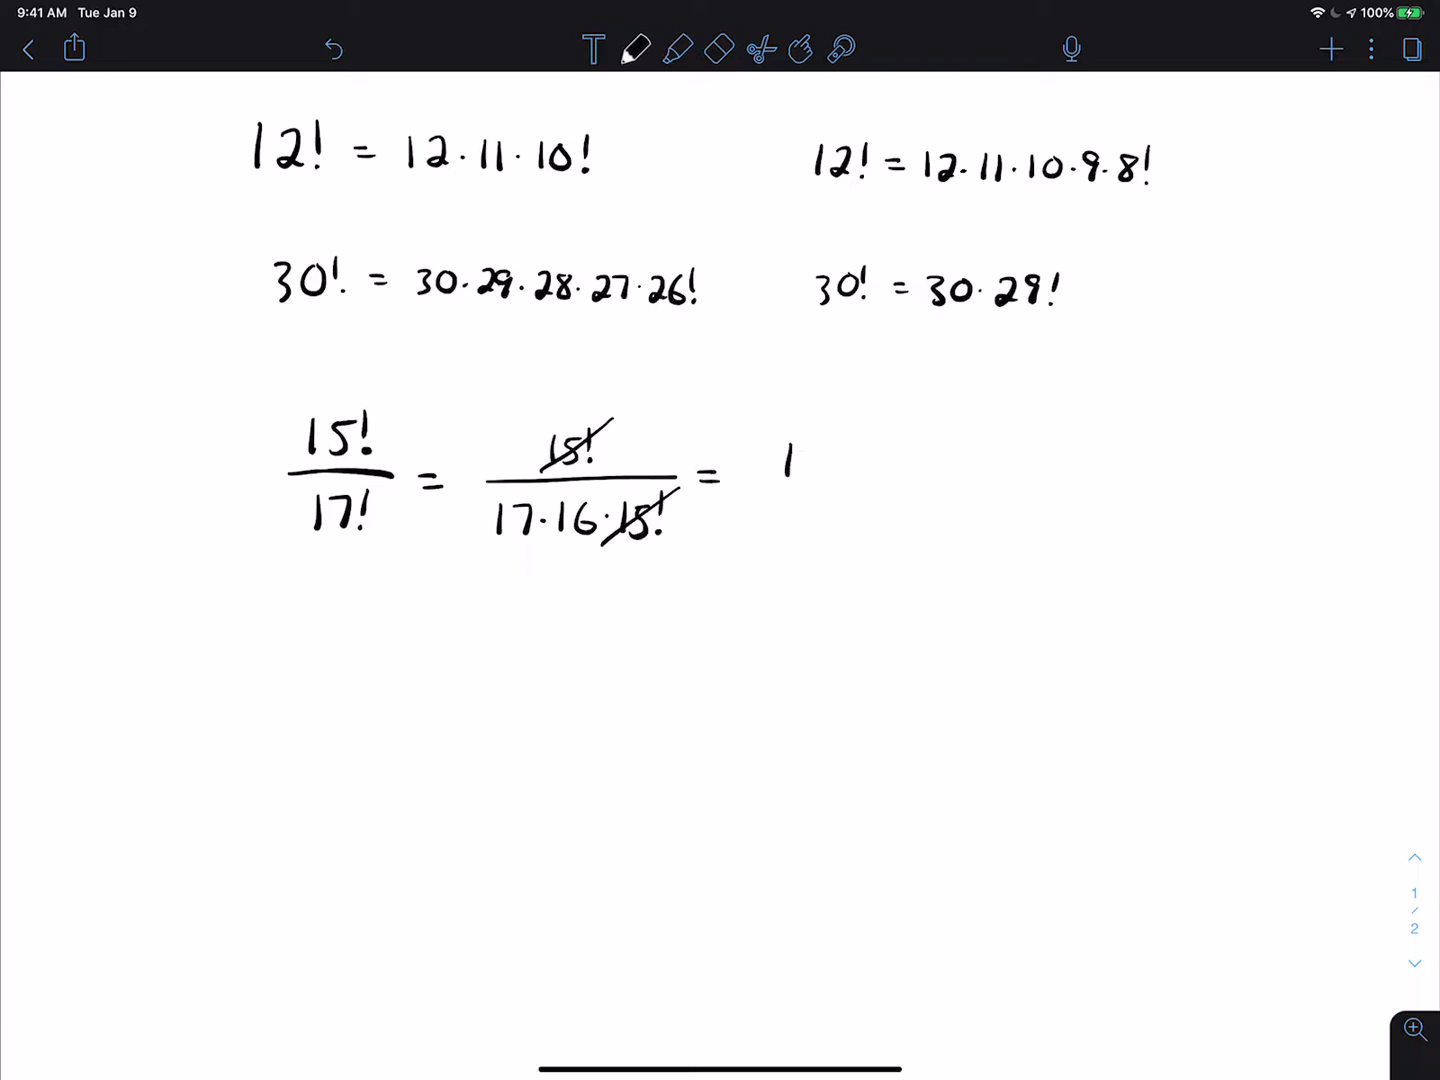 9:41 AM Tue Jan 9 100%
T
12! = 12·11·10!
12! = 12·11·10·9·8!
30! = 30·29·28·27·26!
30! = 30·29!
15!
17!
=
15!
17·16·15!
=
1
1
/
2